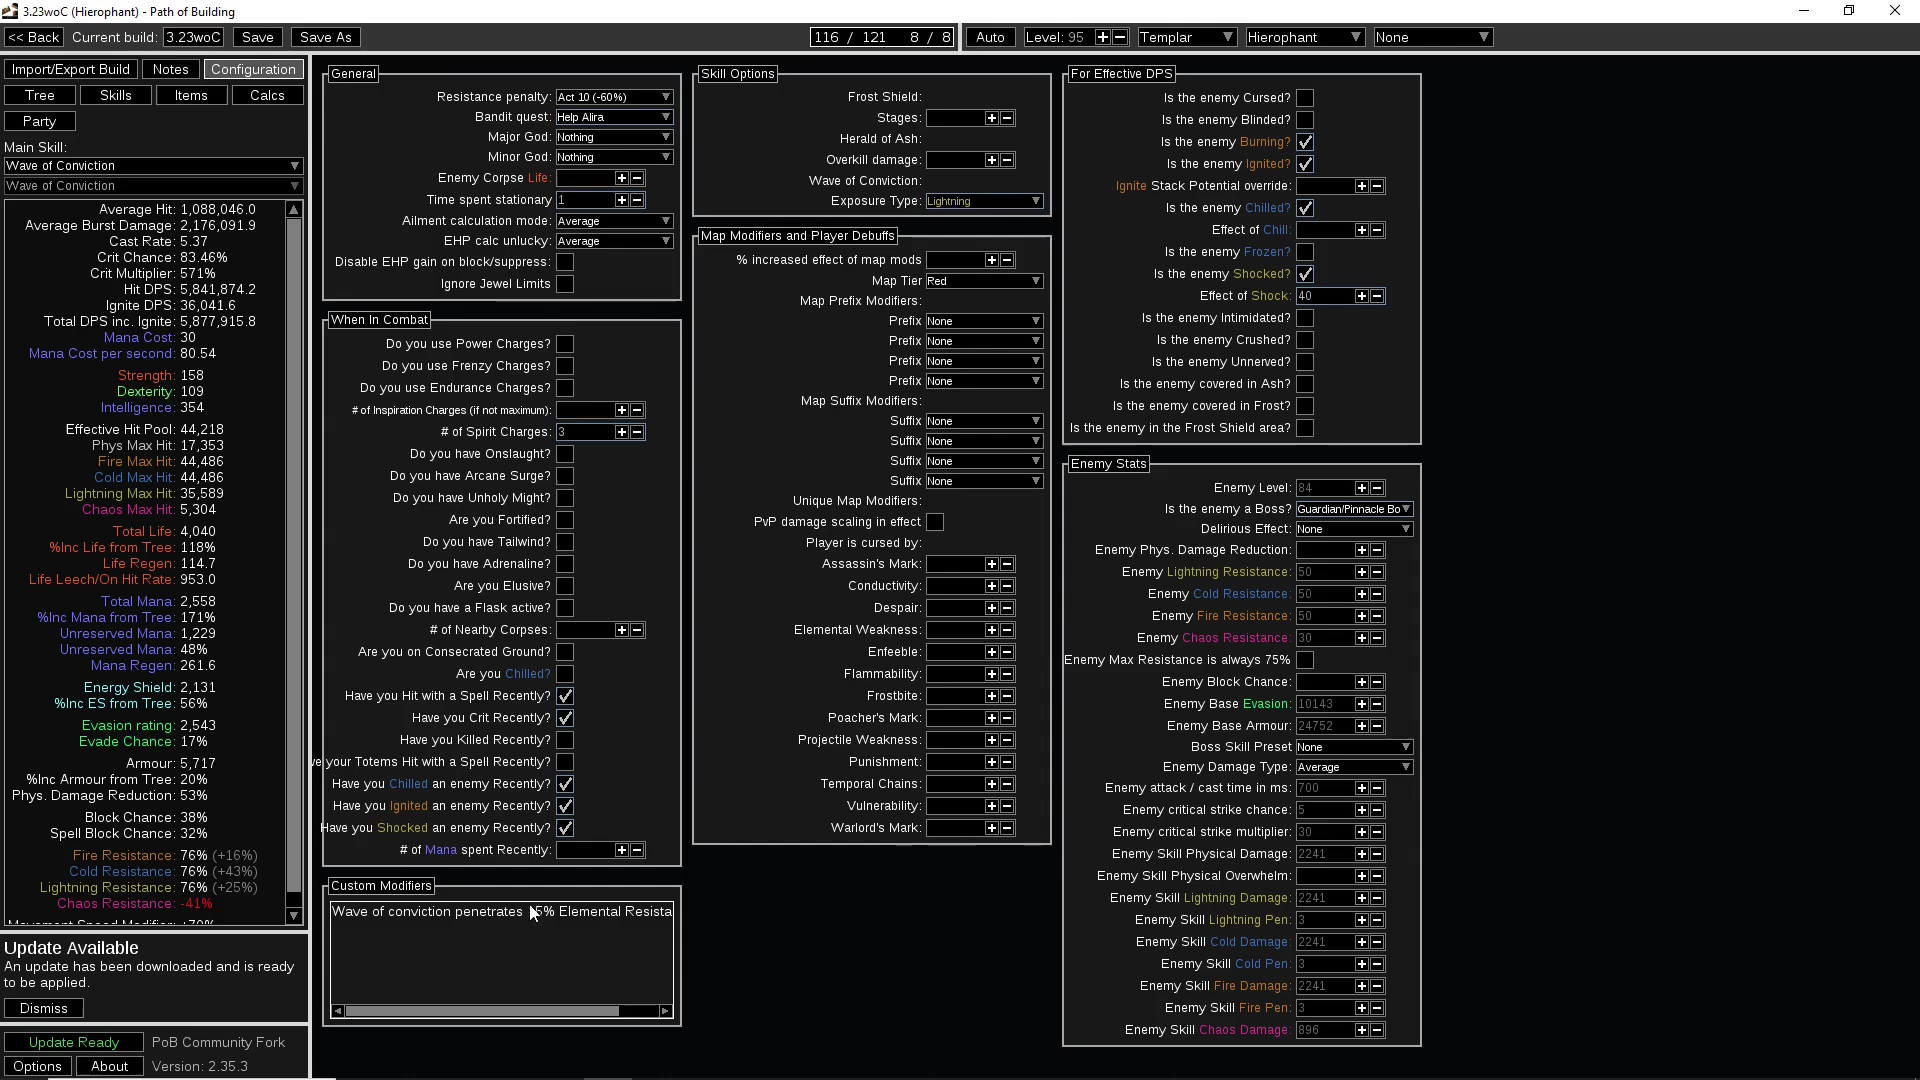 3.23woC (Hierophant) - Path of Building
<< Back Current build: 3.23woC Save Save As 116 / 121 8 / 8 Auto Level: 95 Templar Hierophant None
Import/Export Build Notes Configuration
Tree Skills Items Calcs
Party
Main Skill:
Wave of Conviction
Wave of Conviction
Average Hit: 1,088,046.0
Average Burst Damage: 2,176,091.9
Cast Rate: 5.37
Crit Chance: 83.46%
Crit Multiplier: 571%
Hit DPS: 5,841,874.2
Ignite DPS: 36,041.6
Total DPS inc. Ignite: 5,877,915.8
Mana Cost: 30
Mana Cost per second: 80.54
Strength: 158
Dexterity: 109
Intelligence: 354
Effective Hit Pool: 44,218
Phys Max Hit: 17,353
Fire Max Hit: 44,486
Cold Max Hit: 44,486
Lightning Max Hit: 35,589
Chaos Max Hit: 5,304
Total Life: 4,040
%Inc Life from Tree: 118%
Life Regen: 114.7
Life Leech/On Hit Rate: 953.0
Total Mana: 2,558
%Inc Mana from Tree: 171%
Unreserved Mana: 1,229
Unreserved Mana: 48%
Mana Regen: 261.6
Energy Shield: 2,131
%Inc ES from Tree: 56%
Evasion rating: 2,543
Evade Chance: 17%
Armour: 5,717
%Inc Armour from Tree: 20%
Phys. Damage Reduction: 53%
Block Chance: 38%
Spell Block Chance: 32%
Fire Resistance: 76% (+16%)
Cold Resistance: 76% (+43%)
Lightning Resistance: 76% (+25%)
Chaos Resistance: -41%
Update Available
An update has been downloaded and is ready
to be applied.
Dismiss
Update Ready PoB Community Fork
Options About Version: 2.35.3
General
Resistance penalty: Act 10 (-60%)
Bandit quest: Help Alira
Major God: Nothing
Minor God: Nothing
Enemy Corpse Life:
Time spent stationary 1
Ailment calculation mode: Average
EHP calc unlucky: Average
Disable EHP gain on block/suppress:
Ignore Jewel Limits
When In Combat
Do you use Power Charges?
Do you use Frenzy Charges?
Do you use Endurance Charges?
# of Inspiration Charges (if not maximum):
# of Spirit Charges: 3
Do you have Onslaught?
Do you have Arcane Surge?
Do you have Unholy Might?
Are you Fortified?
Do you have Tailwind?
Do you have Adrenaline?
Are you Elusive?
Do you have a Flask active?
# of Nearby Corpses:
Are you on Consecrated Ground?
Are you Chilled?
Have you Hit with a Spell Recently?
Have you Crit Recently?
Have you Killed Recently?
your Totems Hit with a Spell Recently?
Have you Chilled an enemy Recently?
Have you Ignited an enemy Recently?
Have you Shocked an enemy Recently?
# of Mana spent Recently:
Custom Modifiers
Wave of conviction penetrates 5% Elemental Resista
Skill Options
Frost Shield:
Stages:
Herald of Ash:
Overkill damage:
Wave of Conviction:
Exposure Type: Lightning
Map Modifiers and Player Debuffs
% increased effect of map mods
Map Tier Red
Map Prefix Modifiers:
Prefix None
Prefix None
Prefix None
Prefix None
Map Suffix Modifiers:
Suffix None
Suffix None
Suffix None
Suffix None
Unique Map Modifiers:
PvP damage scaling in effect
Player is cursed by:
Assassin's Mark:
Conductivity:
Despair:
Elemental Weakness:
Enfeeble:
Flammability:
Frostbite:
Poacher's Mark:
Projectile Weakness:
Punishment:
Temporal Chains:
Vulnerability:
Warlord's Mark:
For Effective DPS
Is the enemy Cursed?
Is the enemy Blinded?
Is the enemy Burning?
Is the enemy Ignited?
Ignite Stack Potential override:
Is the enemy Chilled?
Effect of Chill:
Is the enemy Frozen?
Is the enemy Shocked?
Effect of Shock: 40
Is the enemy Intimidated?
Is the enemy Crushed?
Is the enemy Unnerved?
Is the enemy covered in Ash?
Is the enemy covered in Frost?
Is the enemy in the Frost Shield area?
Enemy Stats
Enemy Level: 84
Is the enemy a Boss? Guardian/Pinnacle Bo
Delirious Effect: None
Enemy Phys. Damage Reduction:
Enemy Lightning Resistance: 50
Enemy Cold Resistance: 50
Enemy Fire Resistance: 50
Enemy Chaos Resistance: 30
Enemy Max Resistance is always 75%
Enemy Block Chance:
Enemy Base Evasion: 10143
Enemy Base Armour: 24752
Boss Skill Preset None
Enemy Damage Type: Average
Enemy attack / cast time in ms: 700
Enemy critical strike chance: 5
Enemy critical strike multiplier: 30
Enemy Skill Physical Damage: 2241
Enemy Skill Physical Overwhelm:
Enemy Skill Lightning Damage: 2241
Enemy Skill Lightning Pen: 3
Enemy Skill Cold Damage: 2241
Enemy Skill Cold Pen: 3
Enemy Skill Fire Damage: 2241
Enemy Skill Fire Pen: 3
Enemy Skill Chaos Damage: 896